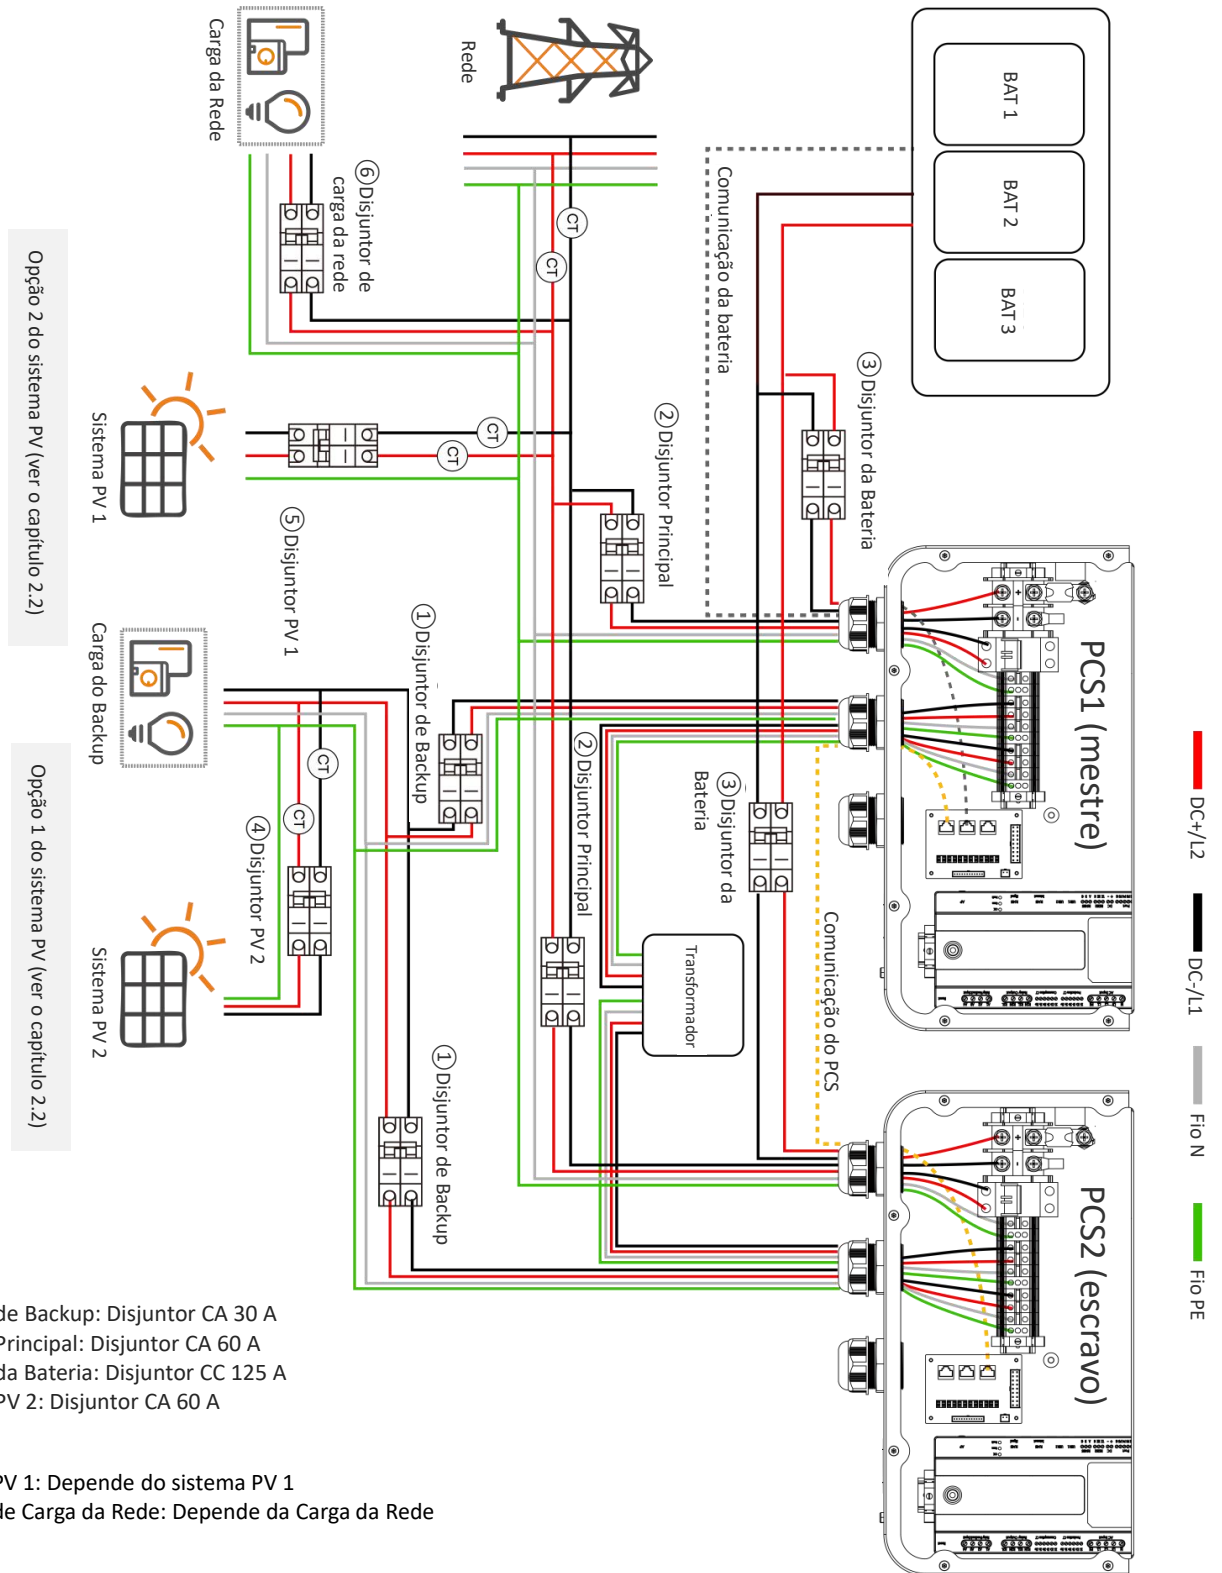 Carga da Rede
Rede
BAT 1
BAT 2
BAT 3
Comunicação da bateria
⑥Disjuntor de
carga da rede
CT
CT
③Disjuntor da Bateria
②Disjuntor Principal
CT
CT
Opção 2 do sistema PV (ver o capítulo 2.2)
Sistema PV 1
⑤Disjuntor PV 1
PCS1 (mestre)
①Disjuntor de Backup
②Disjuntor Principal
③Disjuntor da
Bateria
Carga do Backup
CT
CT
④Disjuntor PV 2
Transformador
Comunicação do PCS
Opção 1 do sistema PV (ver o capítulo 2.2)
Sistema PV 2
①Disjuntor de Backup
PCS2 (escravo)
DC+/L2
DC-/L1
Fio N
Fio PE
de Backup: Disjuntor CA 30 A
Principal: Disjuntor CA 60 A
da Bateria: Disjuntor CC 125 A
PV 2: Disjuntor CA 60 A
PV 1: Depende do sistema PV 1
de Carga da Rede: Depende da Carga da Rede